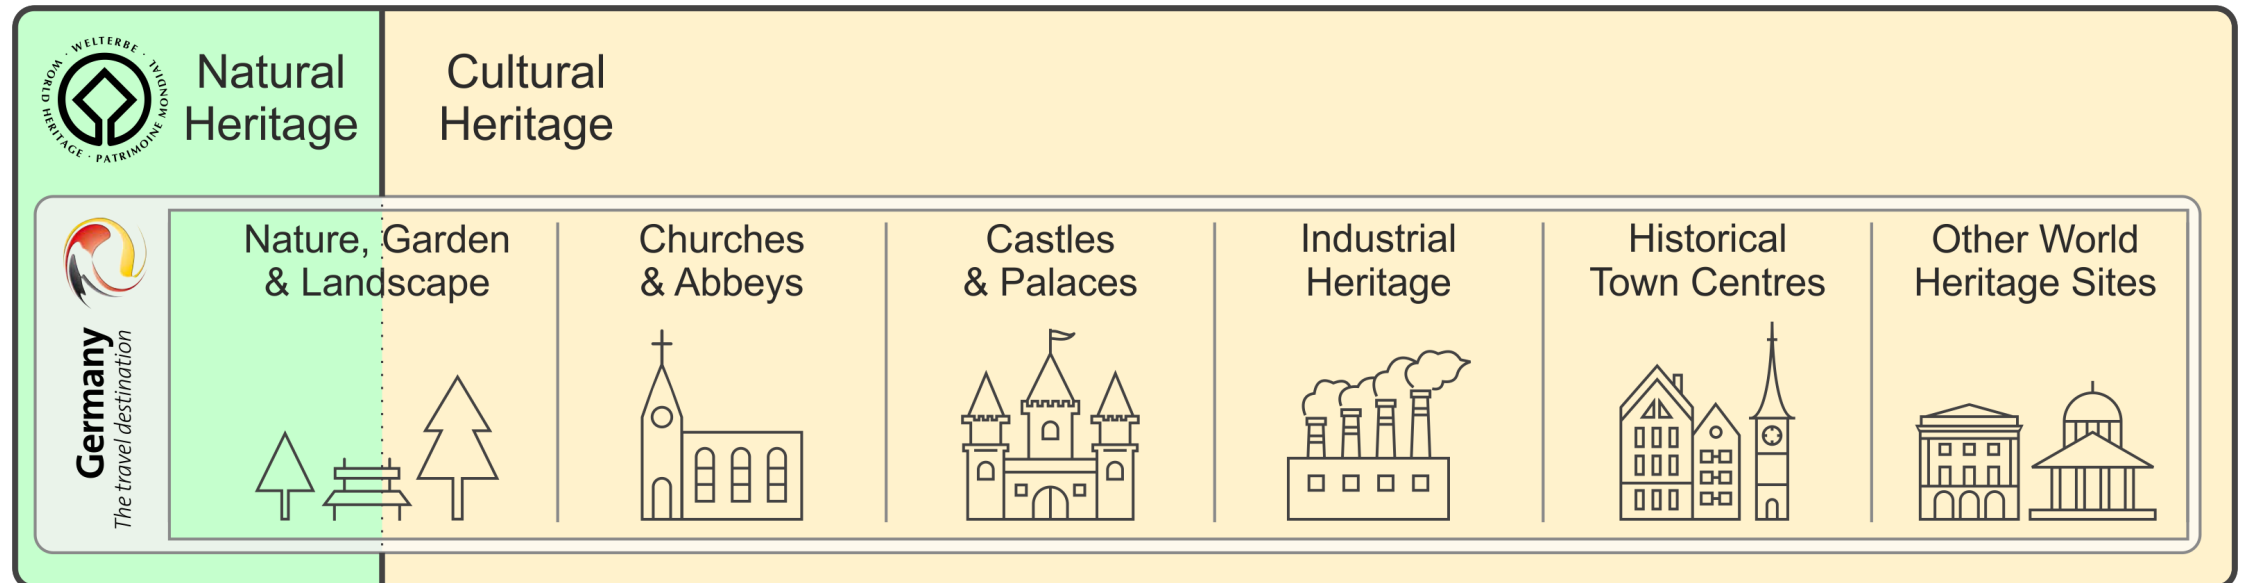 WELTERBE · PATRIMOINE MONDIAL · WORLD HERITAGE ·
Natural
Heritage
Cultural
Heritage
Germany
The travel destination
Nature, Garden
& Landscape
Churches
& Abbeys
Castles
& Palaces
Industrial
Heritage
Historical
Town Centres
Other World
Heritage Sites